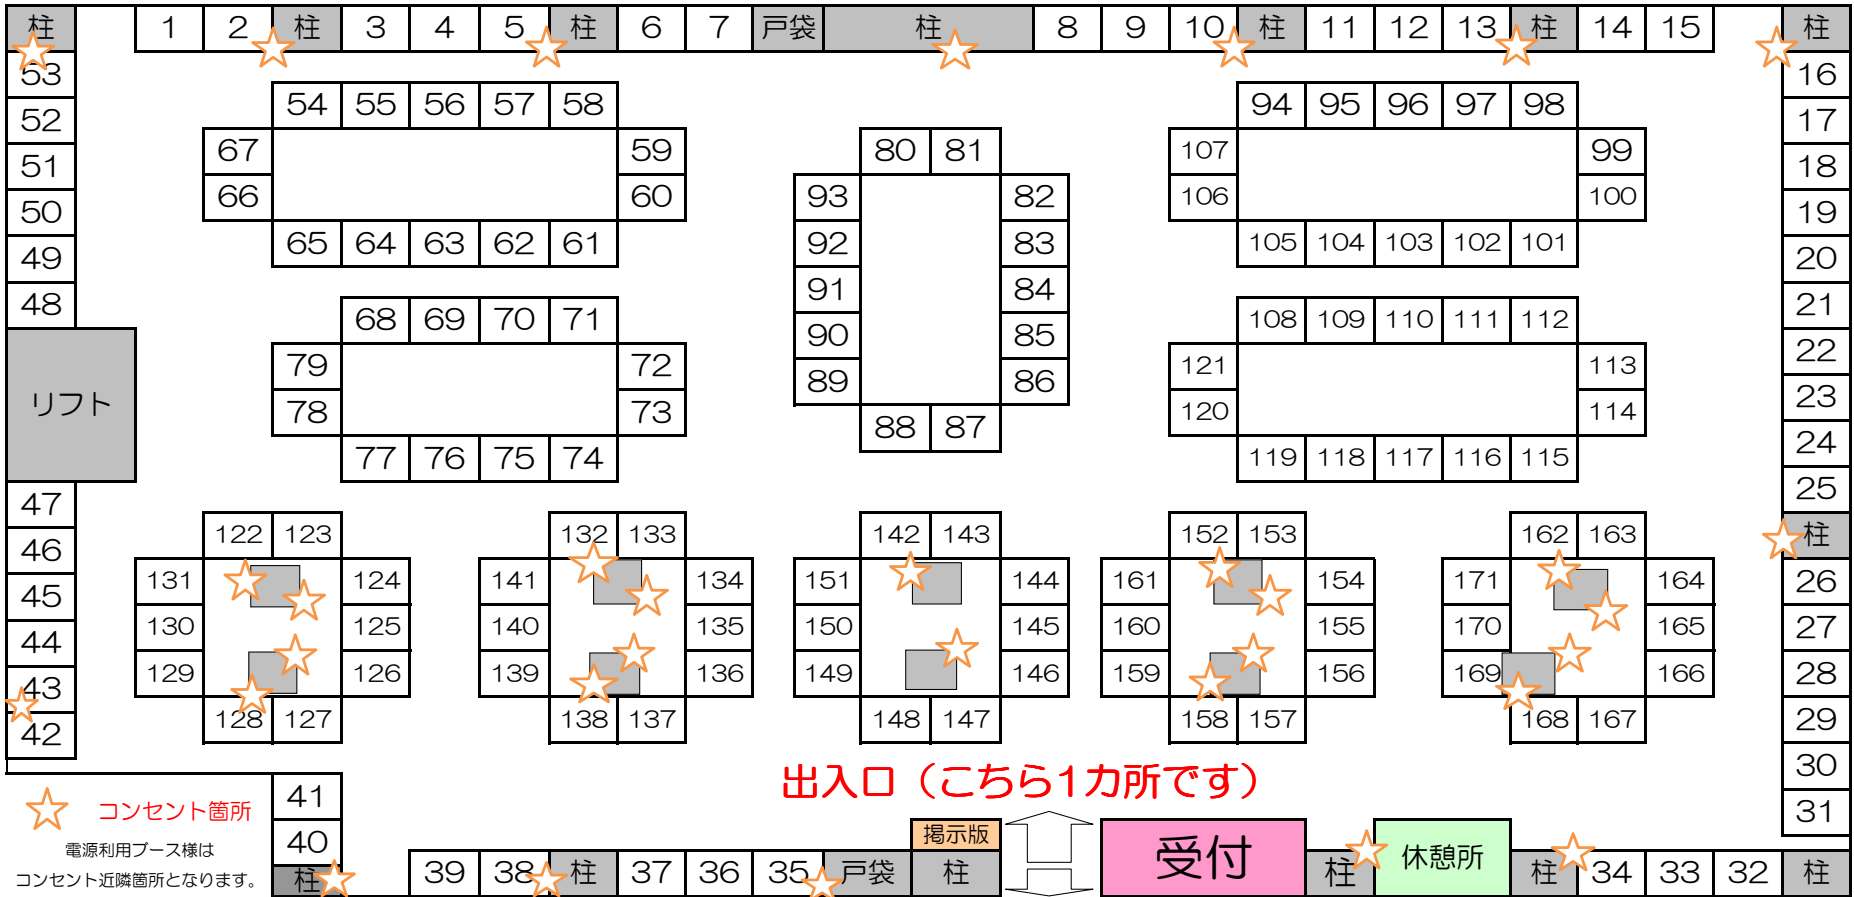 柱 1 2 柱 3 4 5 柱 6 7 戸袋 柱 8 9 10 柱 11 12 13 柱 14 15 柱
53 16
54 55 56 57 58 94 95 96 97 98
52 17
67 59 80 81 107 99
51 18
66 60 93 82 106 100
50 19
65 64 63 62 61 92 83 105 104 103 102 101
49 20
91 84
48 21
68 69 70 71 90 85 108 109 110 111 112
22
79 72 89 86 121 113
リフト 23
78 73 88 87 120 114
24
77 76 75 74 119 118 117 116 115
25
47
122 123 132 133 142 143 152 153 162 163 柱
46
131 124 141 134 151 144 161 154 171 164 26
45
130 125 140 135 150 145 160 155 170 165 27
44
129 126 139 136 149 146 159 156 169 166 28
43
128 127 138 137 148 147 158 157 168 167 29
42
30
出入口（こちら1カ所です）
41 31
コンセント箇所
電源利用ブース様は
コンセント近隣箇所となります。
40 掲示版 受付 休憩所
柱 39 38 柱 37 36 35 戸袋 柱 柱 柱 34 33 32 柱